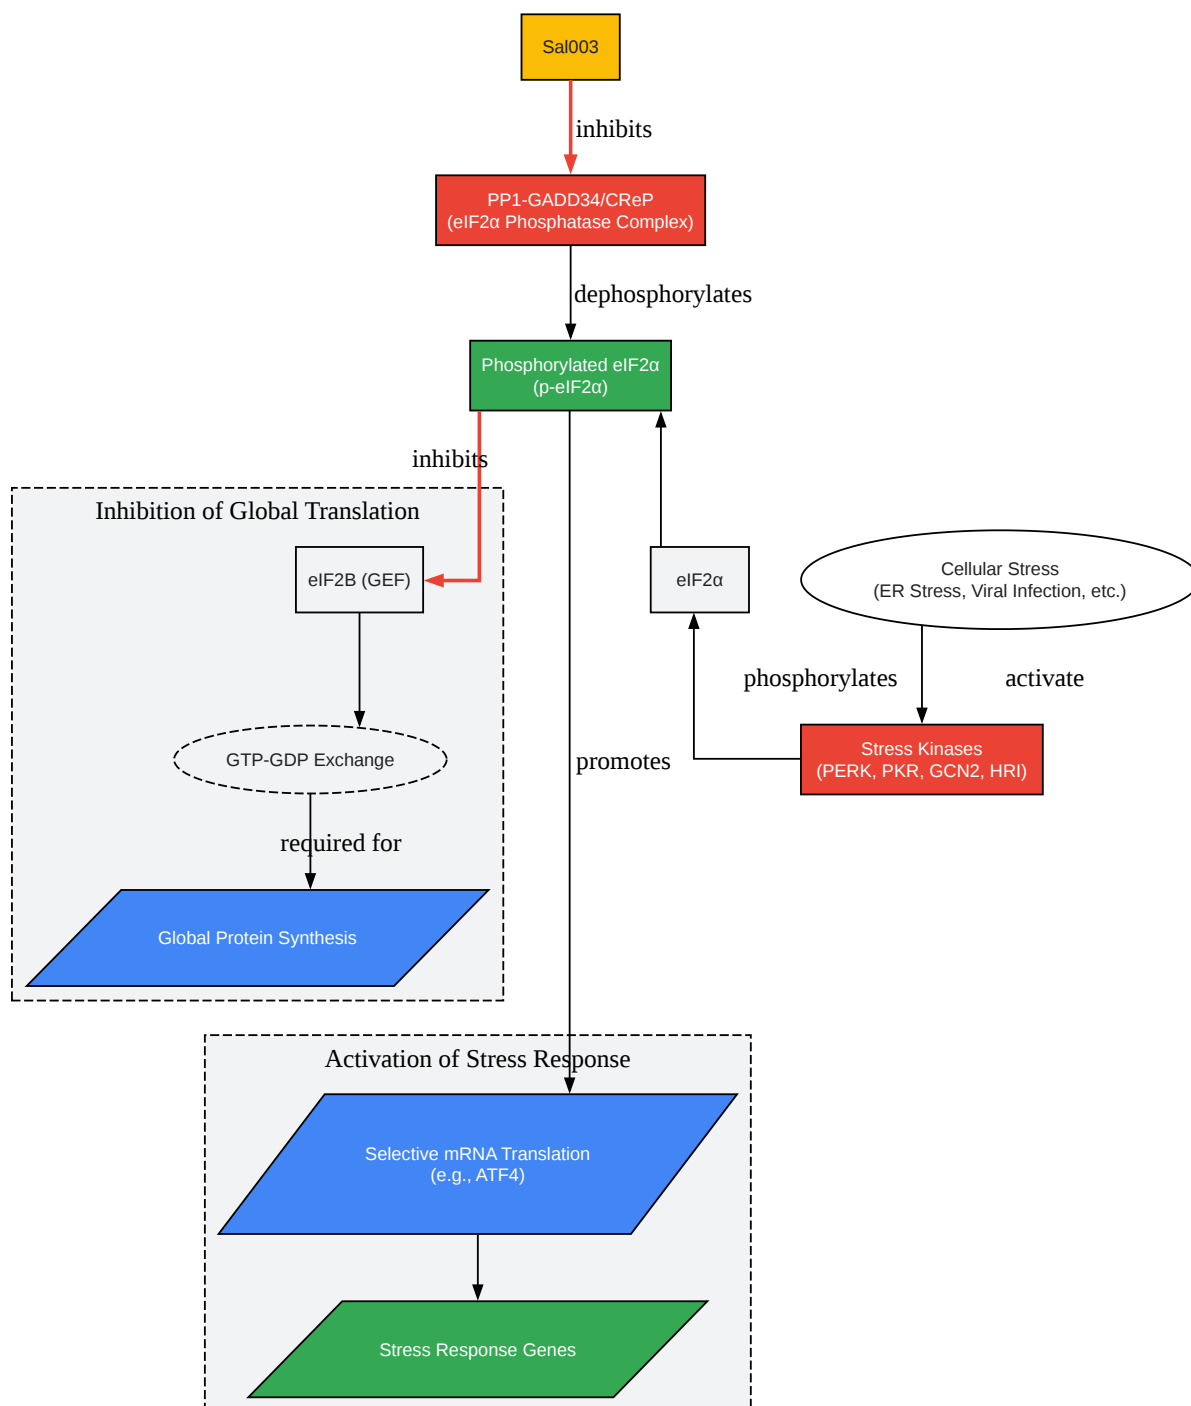 Sal003
inhibits
PP1-GADD34/CReP
(eIF2α Phosphatase Complex)
dephosphorylates
Phosphorylated eIF2α
(p-eIF2α)
inhibits
Inhibition of Global Translation
eIF2B (GEF)
eIF2α
Cellular Stress
(ER Stress, Viral Infection, etc.)
phosphorylates
activate
Stress Kinases
(PERK, PKR, GCN2, HRI)
GTP-GDP Exchange
promotes
required for
Global Protein Synthesis
Activation of Stress Response
Selective mRNA Translation
(e.g., ATF4)
Stress Response Genes